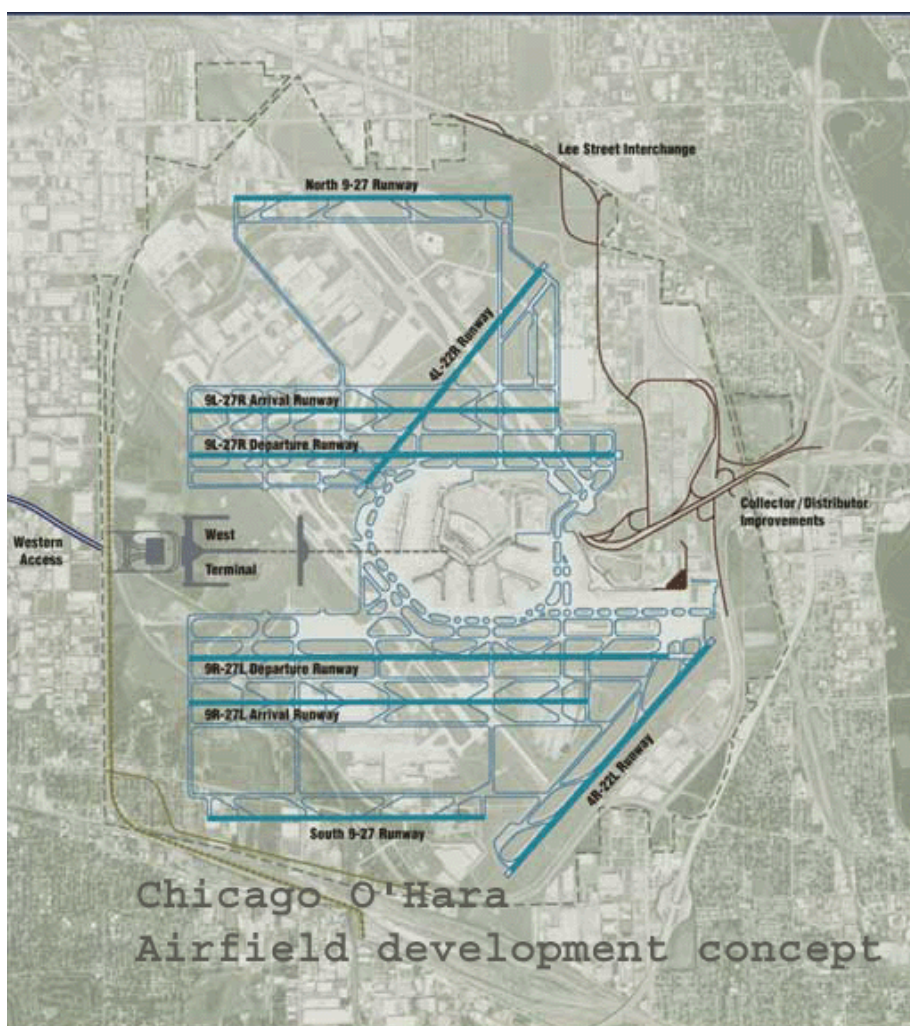 Lee Street Interchange
North 9-27 Runway
4L-22R Runway
9L-27R Arrival Runway
9L-27R Departure Runway
Collector/Distributor
Improvements
Western
Access
West
Terminal
9R-27L Departure Runway
9R-27L Arrival Runway
4R-22L Runway
South 9-27 Runway
Chicago O'Hara
Airfield development concept